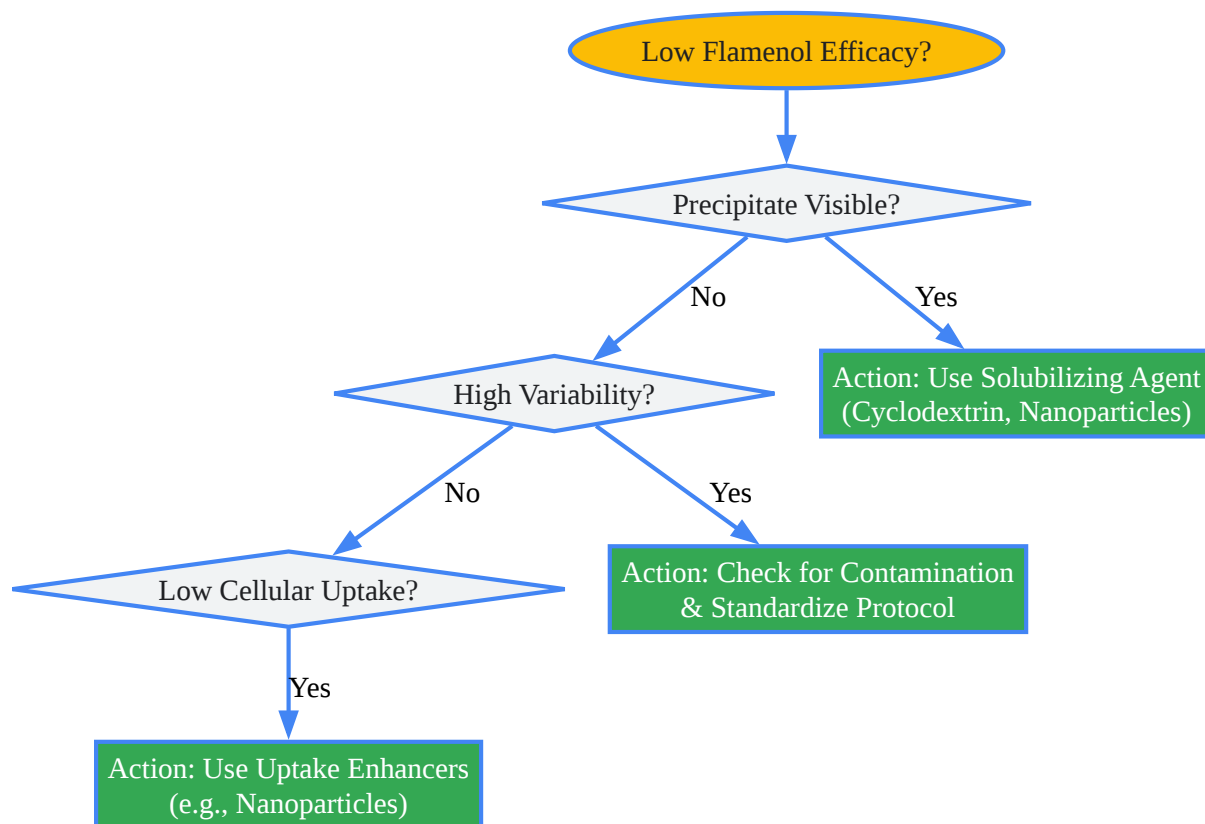 Low Flamenol Efficacy?
Precipitate Visible?
No
Yes
High Variability?
Action: Use Solubilizing Agent
(Cyclodextrin, Nanoparticles)
No
Yes
Low Cellular Uptake?
Action: Check for Contamination
& Standardize Protocol
Yes
Action: Use Uptake Enhancers
(e.g., Nanoparticles)